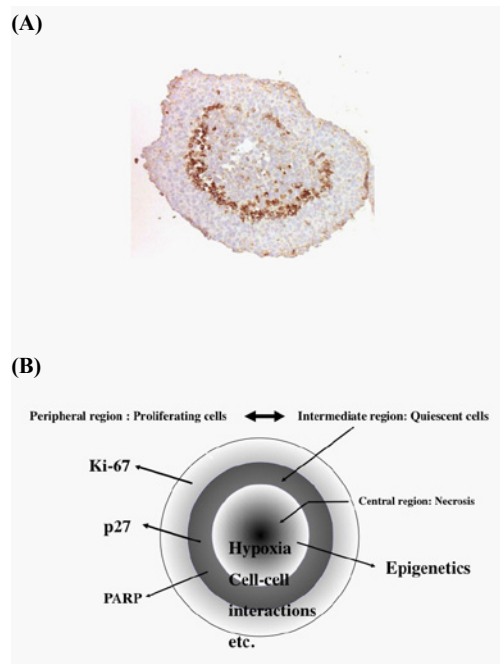 (A)
(B)
Peripheral region : Proliferating cells
Intermediate region: Quiescent cells
Ki-67
Central region: Necrosis
p27
Hypoxia
Epigenetics
Cell-cell
PARP
interactions
etc.